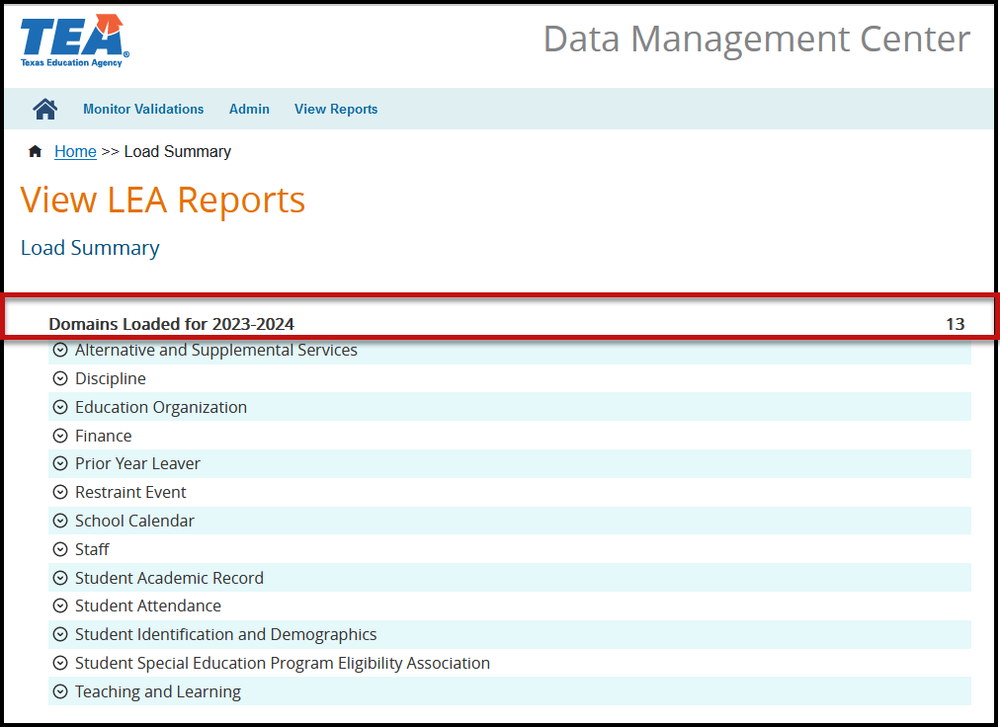 TEA®
Texas Education Agency
Data Management Center
Monitor Validations Admin View Reports
Home >> Load Summary
View LEA Reports
Load Summary
Domains Loaded for 2023-2024 13
Alternative and Supplemental Services
Discipline
Education Organization
Finance
Prior Year Leaver
Restraint Event
School Calendar
Staff
Student Academic Record
Student Attendance
Student Identification and Demographics
Student Special Education Program Eligibility Association
Teaching and Learning